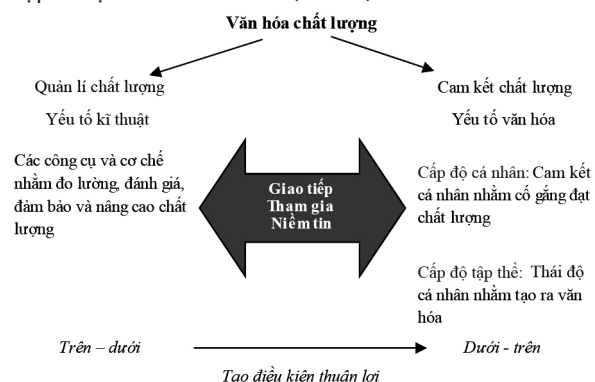 Văn hóa chất lượng
Quản lí chất lượng
Yếu tố kĩ thuật
Các công cụ và cơ chế
nhằm đo lường, đánh giá,
đảm bảo và nâng cao chất
lượng
Giao tiếp
Tham gia
Niềm tin
Cam kết chất lượng
Yếu tố văn hóa
Cấp độ cá nhân: Cam kết
cá nhân nhằm cố gắng đạt
chất lượng
Cấp độ tập thể: Thái độ
cá nhân nhằm tạo ra văn
hóa
Trên – dưới
Dưới - trên
Tạo điều kiện thuận lợi